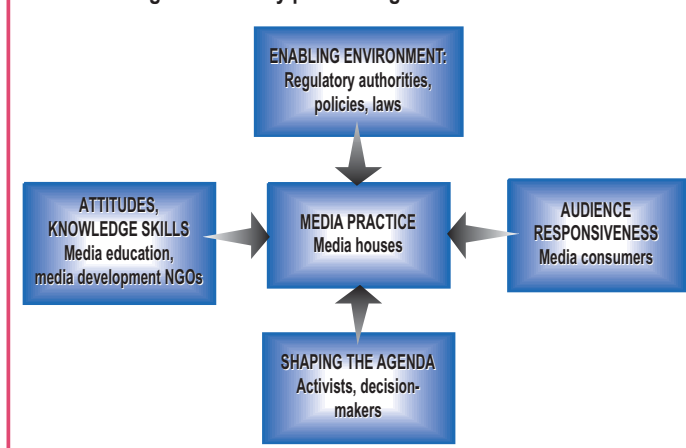 ENABLING ENVIRONMENT:
Regulatory authorities,
policies, laws
ATTITUDES,
KNOWLEDGE SKILLS
Media education,
media development NGOs
MEDIA PRACTICE
Media houses
AUDIENCE
RESPONSIVENESS
Media consumers
SHAPING THE AGENDA
Activists, decision-
makers